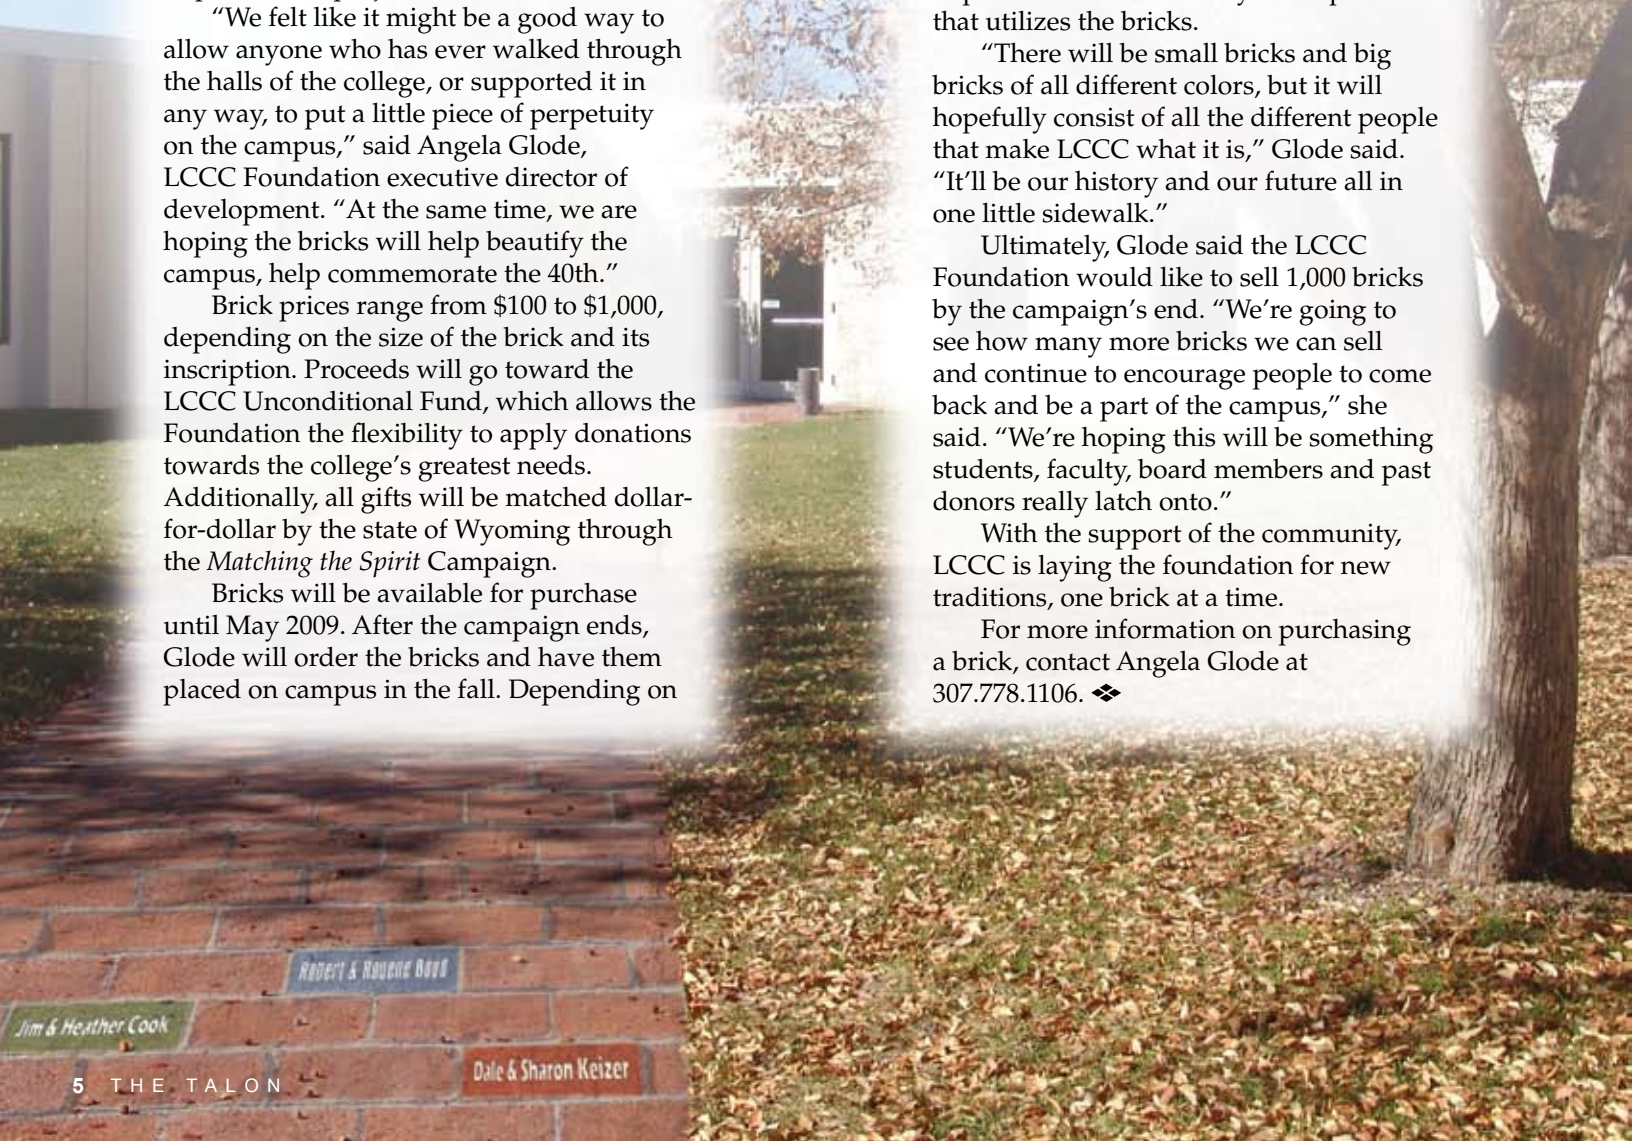 “We felt like it might be a good way to
allow anyone who has ever walked through
the halls of the college, or supported it in
any way, to put a little piece of perpetuity
on the campus,” said Angela Glode,
LCCC Foundation executive director of
development. “At the same time, we are
hoping the bricks will help beautify the
campus, help commemorate the 40th.”
Brick prices range from $100 to $1,000,
depending on the size of the brick and its
inscription. Proceeds will go toward the
LCCC Unconditional Fund, which allows the
Foundation the flexibility to apply donations
towards the college’s greatest needs.
Additionally, all gifts will be matched dollar-
for-dollar by the state of Wyoming through
the Matching the Spirit Campaign.
Bricks will be available for purchase
until May 2009. After the campaign ends,
Glode will order the bricks and have them
placed on campus in the fall. Depending on
that utilizes the bricks.
“There will be small bricks and big
bricks of all different colors, but it will
hopefully consist of all the different people
that make LCCC what it is,” Glode said.
“It’ll be our history and our future all in
one little sidewalk.”
Ultimately, Glode said the LCCC
Foundation would like to sell 1,000 bricks
by the campaign’s end. “We’re going to
see how many more bricks we can sell
and continue to encourage people to come
back and be a part of the campus,” she
said. “We’re hoping this will be something
students, faculty, board members and past
donors really latch onto.”
With the support of the community,
LCCC is laying the foundation for new
traditions, one brick at a time.
For more information on purchasing
a brick, contact Angela Glode at
307.778.1106.
Robert & Boyd
Jim & Heather Cook
Dale & Sharon Keizer
5 THE TALON